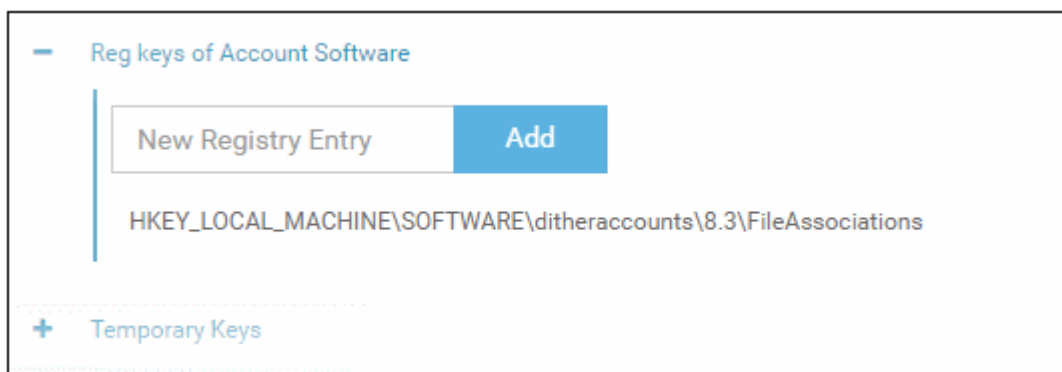 Reg keys of Account Software
New Registry Entry
Add
HKEY_LOCAL_MACHINE\SOFTWARE\ditheraccounts\8.3\FileAssociations
Temporary Keys